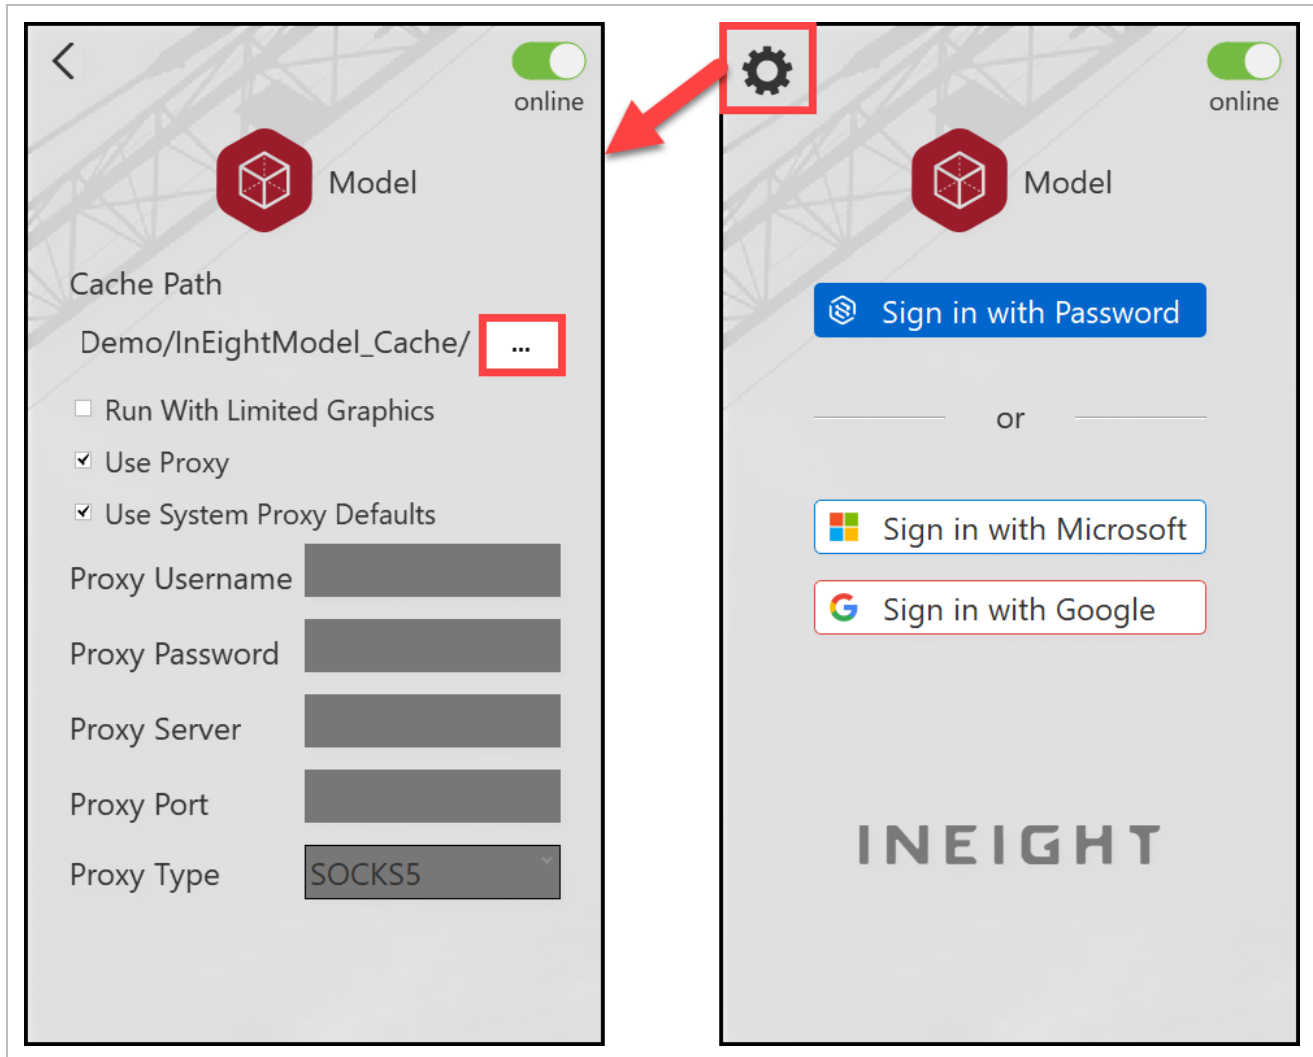 online
Model
Cache Path
Demo/InEightModel_Cache/ ...
Run With Limited Graphics
Use Proxy
Use System Proxy Defaults
Proxy Username
Proxy Password
Proxy Server
Proxy Port
Proxy Type SOCKS5
online
Model
Sign in with Password
or
Sign in with Microsoft
Sign in with Google
INEIGHT